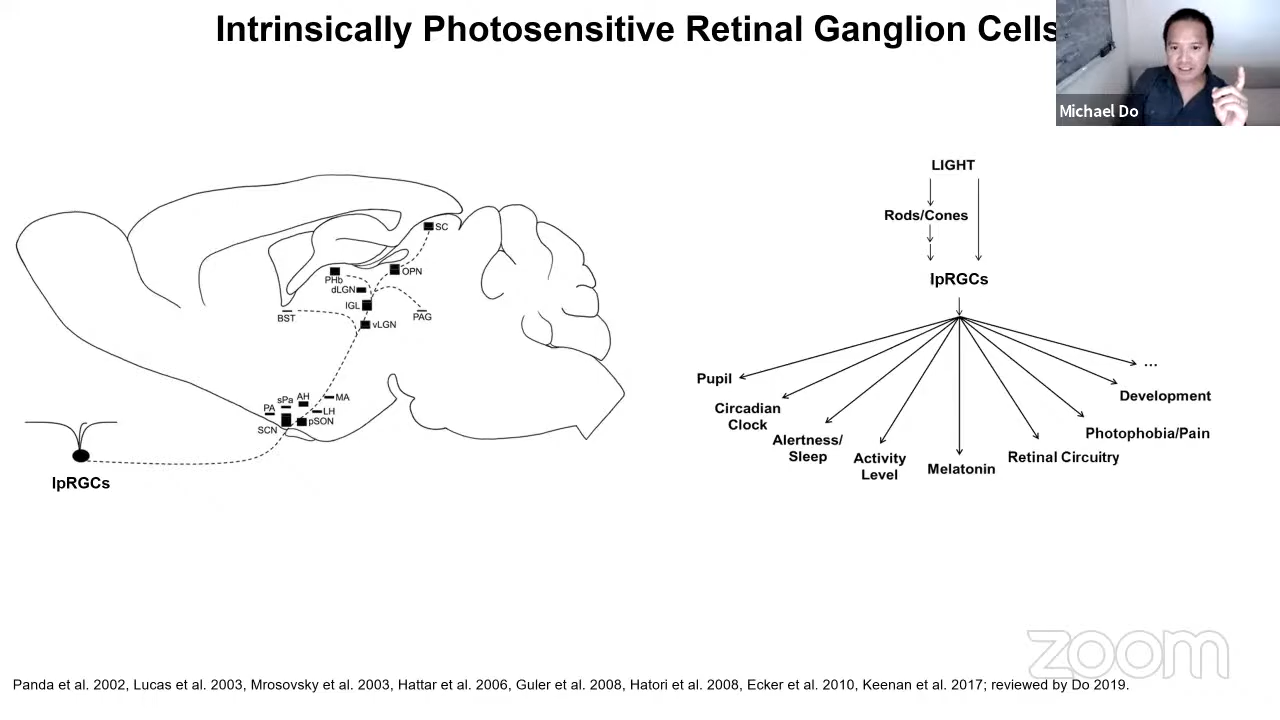 Intrinsically Photosensitive Retinal Ganglion Cells
Michael Do
SC
OPN
PHb
dLGN
IGL
PAG
BST
vLGN
MA
AH
sPa
PA
LH
pSON
SCN
IpRGCs
LIGHT
Rods/Cones
IpRGCs
Pupil
Circadian
Clock
Alertness/
Sleep
Activity
Level
Melatonin
Retinal Circuitry
Photophobia/Pain
Development
...
zoom
Panda et al. 2002, Lucas et al. 2003, Mrosovsky et al. 2003, Hattar et al. 2006, Guler et al. 2008, Hatori et al. 2008, Ecker et al. 2010, Keenan et al. 2017; reviewed by Do 2019.